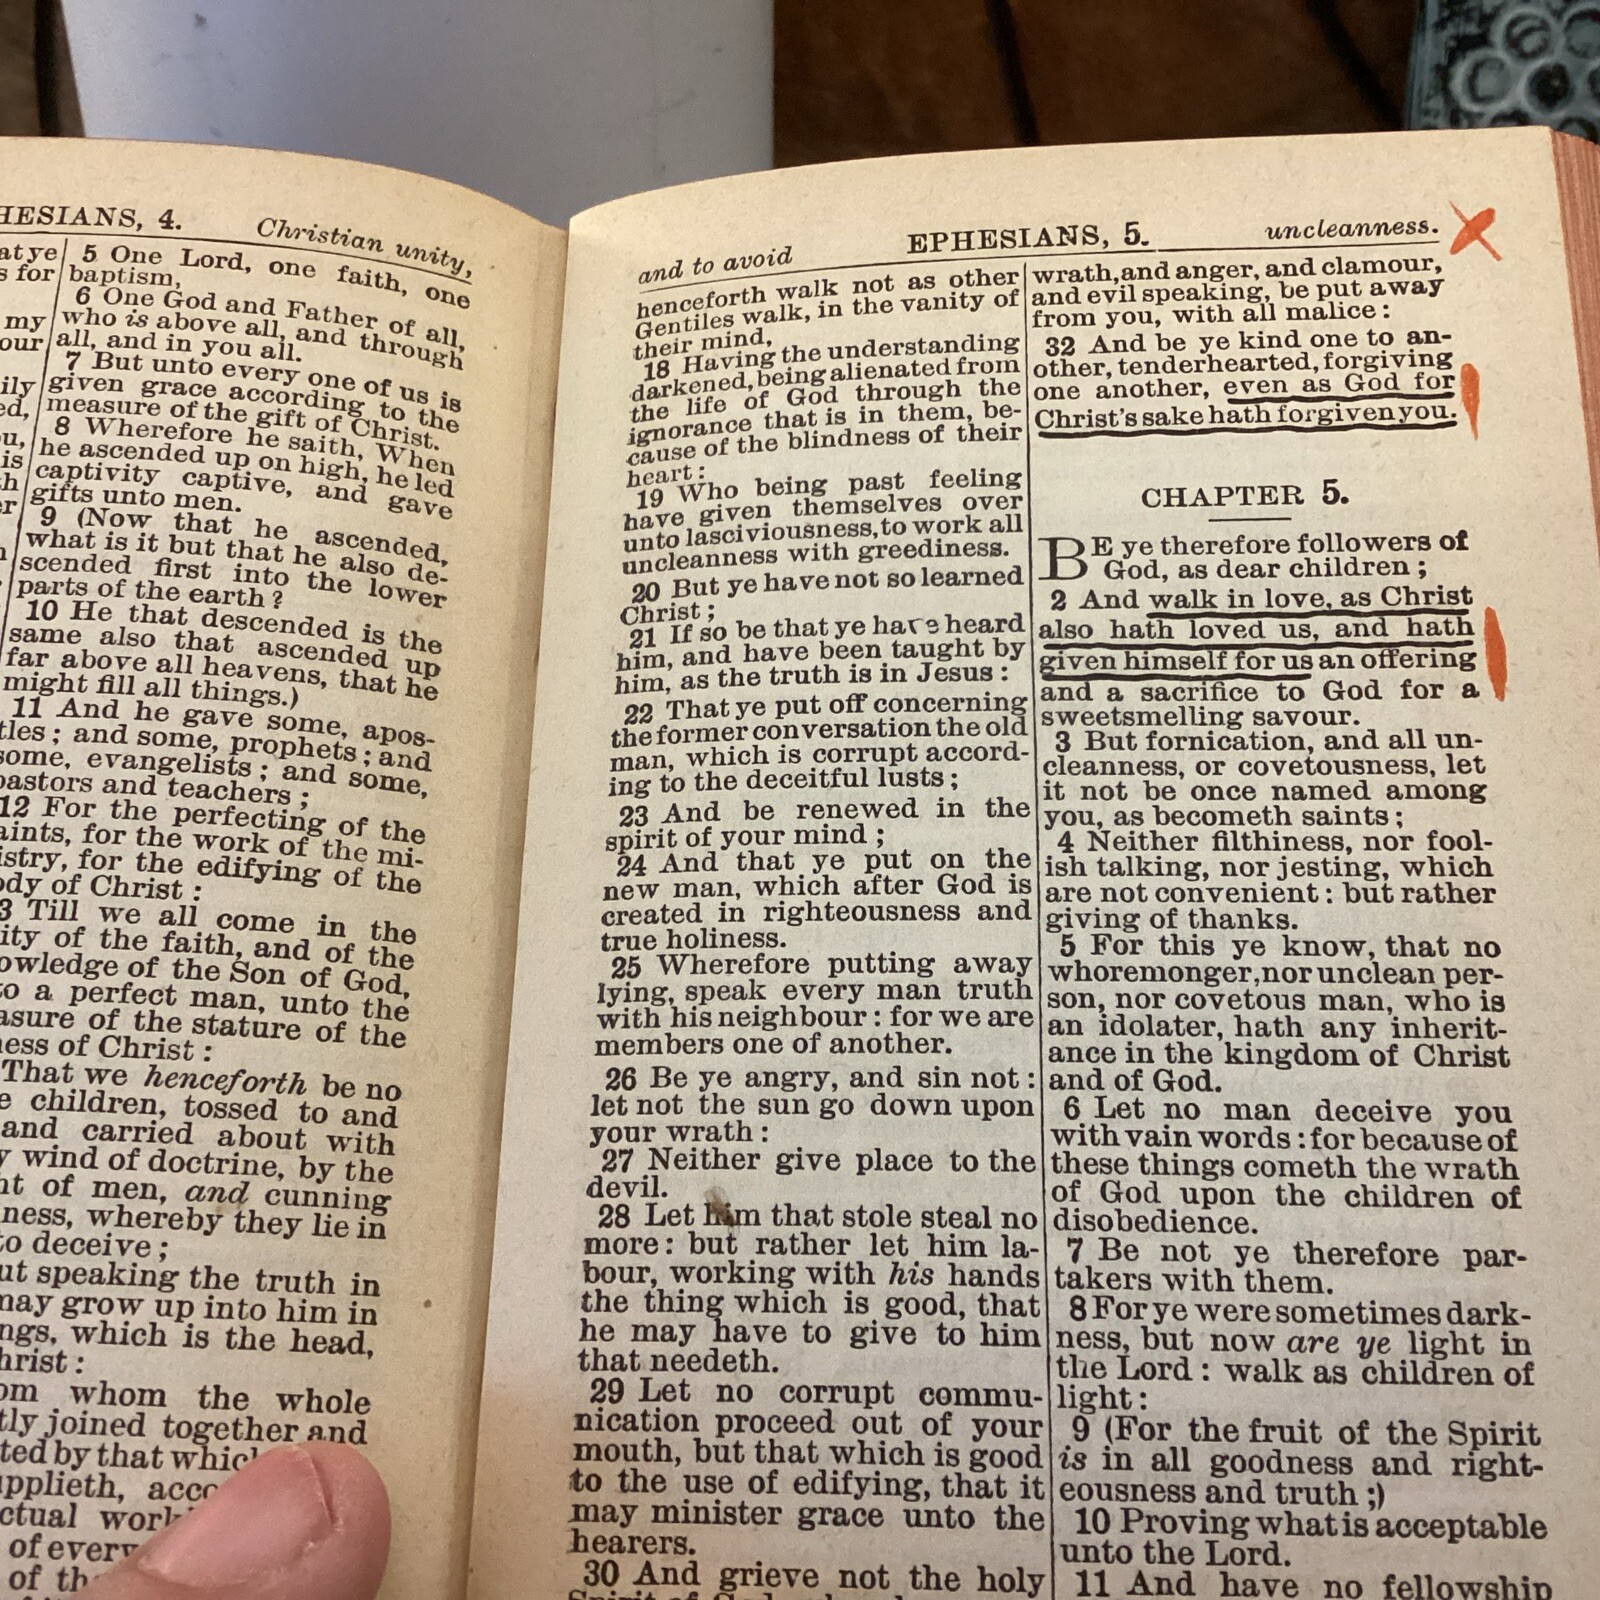 HESIANS, 4.
Christian unity,
at ye
s for
my
our
ily
ed,
u,
is
h
er
5 One Lord, one faith, one
baptism,
6 One God and Father of all,
who is above all, and through
all, and in you all.
7 But unto every one of us is
given grace according to the
measure of the gift of Christ.
8 Wherefore he saith, When
he ascended up on high, he led
captivity captive, and gave
gifts unto men.
9 (Now that he ascended,
what is it but that he also de-
scended first into the lower
parts of the earth?
10 He that descended is the
same also that ascended up
far above all heavens, that he
might fill all things.)
11 And he gave some, apos-
tles; and some, prophets; and
some, evangelists; and some,
pastors and teachers;
12 For the perfecting of the
aints, for the work of the mi-
istry, for the edifying of the
ody of Christ:
3 Till we all come in the
ity of the faith, and of the
owledge of the Son of God,
to a perfect man, unto the
asure of the stature of the
ness of Christ:
That we henceforth be no
e children, tossed to and
and carried about with
y wind of doctrine, by the
ht of men, and cunning
ness, whereby they lie in
to deceive;
ut speaking the truth in
may grow up into him in
ngs, which is the head,
hrist:
om whom the whole
tly joined together and
ted by that which
pplieth, acco
ctual work
of every
of th
and to avoid
EPHESIANS, 5.
uncleanness.
henceforth walk not as other
Gentiles walk, in the vanity of
their mind,
18 Having the understanding
darkened, being alienated from
the life of God through the
ignorance that is in them, be-
cause of the blindness of their
heart:
19 Who being past feeling
have given themselves over
unto lasciviousness, to work all
uncleanness with greediness.
20 But ye have not so learned
Christ;
21 If so be that ye have heard
him, and have been taught by
him, as the truth is in Jesus:
22 That ye put off concerning
the former conversation the old
man, which is corrupt accord-
ing to the deceitful lusts;
23 And be renewed in the
spirit of your mind;
24 And that ye put on the
new man, which after God is
created in righteousness and
true holiness.
25 Wherefore putting away
lying, speak every man truth
with his neighbour: for we are
members one of another.
26 Be ye angry, and sin not:
let not the sun go down upon
your wrath:
27 Neither give place to the
devil.
28 Let him that stole steal no
more: but rather let him la-
bour, working with his hands
the thing which is good, that
he may have to give to him
that needeth.
29 Let no corrupt commu-
nication proceed out of your
mouth, but that which is good
to the use of edifying, that it
may minister grace unto the
hearers.
30 And grieve not the holy
Spirit of God
wrath, and anger, and clamour,
and evil speaking, be put away
from you, with all malice:
32 And be ye kind one to an-
other, tenderhearted, forgiving
one another, even as God for
Christ's sake hath forgiven you.
CHAPTER 5.
BE ye therefore followers of
God, as dear children;
2 And walk in love, as Christ
also hath loved us, and hath
given himself for us an offering
and a sacrifice to God for a
sweetsmelling savour.
3 But fornication, and all un-
cleanness, or covetousness, let
it not be once named among
you, as becometh saints;
4 Neither filthiness, nor fool-
ish talking, nor jesting, which
are not convenient: but rather
giving of thanks.
5 For this ye know, that no
whoremonger, nor unclean per-
son, nor covetous man, who is
an idolater, hath any inherit-
ance in the kingdom of Christ
and of God.
6 Let no man deceive you
with vain words: for because of
these things cometh the wrath
of God upon the children of
disobedience.
7 Be not ye therefore par-
takers with them.
8 For ye were sometimes dark-
ness, but now are ye light in
the Lord: walk as children of
light:
9 (For the fruit of the Spirit
is in all goodness and right-
eousness and truth;)
10 Proving what is acceptable
unto the Lord.
11 And have no fellowship